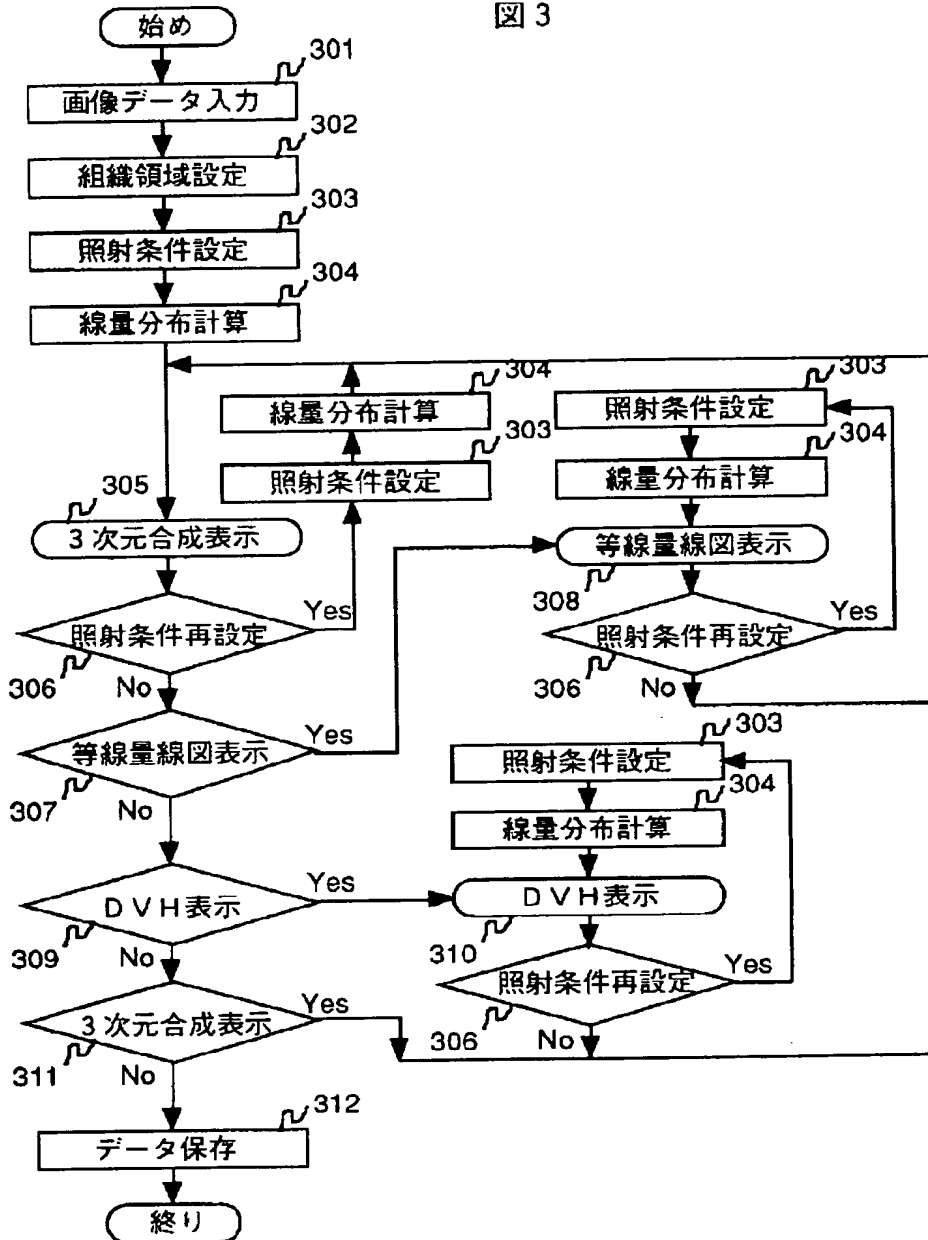 図3
始め
301
画像データ入力
302
組織領域設定
303
照射条件設定
304
線量分布計算
304
線量分布計算
303
照射条件設定
303
照射条件設定
304
線量分布計算
305
3次元合成表示
等線量線図表示
308
照射条件再設定
Yes
306
No
照射条件再設定
Yes
306
No
等線量線図表示
Yes
307
No
303
照射条件設定
304
線量分布計算
DVH表示
Yes
309
No
DVH表示
310
照射条件再設定
Yes
306
No
3次元合成表示
Yes
311
No
312
データ保存
終り